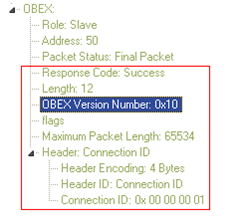 OBEX:
Role: Slave
Address: 50
Packet Status: Final Packet
Response Code: Success
Length: 12
OBEX Version Number: 0x10
flags
Maximum Packet Length: 65534
Header: Connection ID
Header Encoding: 4 Bytes
Header ID: Connection ID
Connection ID: 0x 00 00 00 01